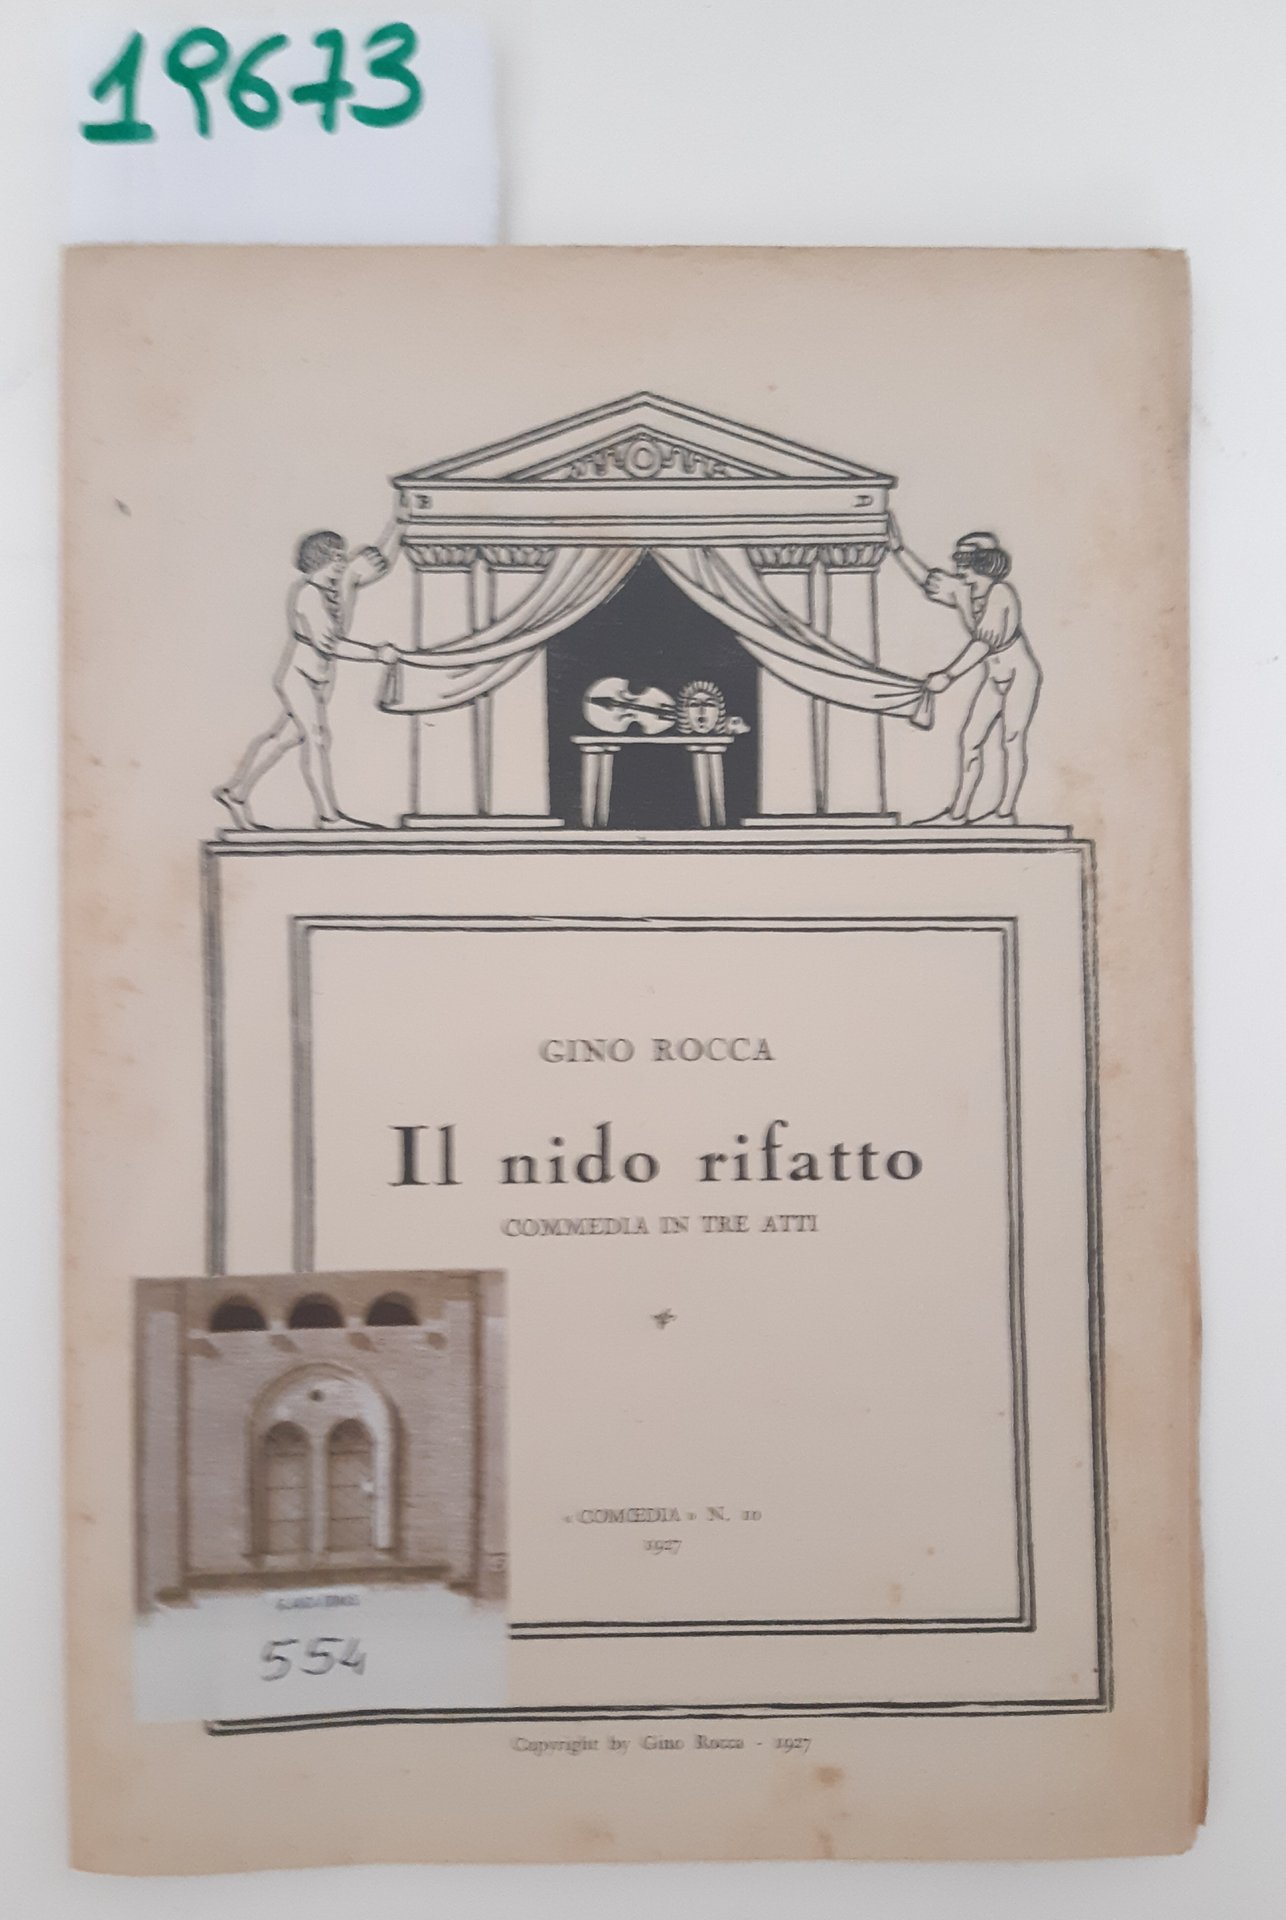 19673
E D
GINO ROCCA
Il nido rifatto
COMMEDIA IN TRE ATTI
« COMŒDIA » N. 10
1927
554
Copyright by Gino Rocca - 1927